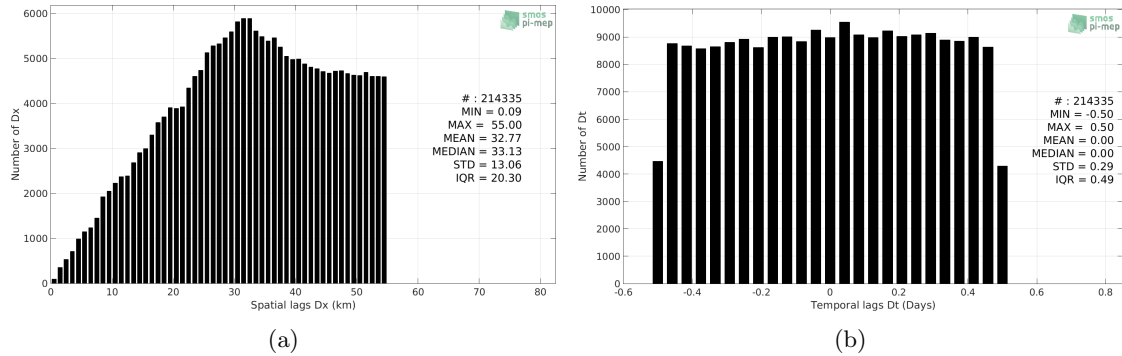 smos
pi-mep
6000
5000
4000
3000
2000
1000
0
Number of Dx
# : 214335
MIN = 0.09
MAX = 55.00
MEAN = 32.77
MEDIAN = 33.13
STD = 13.06
IQR = 20.30
0 10 20 30 40 50 60 70 80
Spatial lags Dx (km)
(a)
smos
pi-mep
10000
9000
8000
7000
6000
5000
4000
3000
2000
1000
0
Number of Dt
# : 214335
MIN = -0.50
MAX = 0.50
MEAN = 0.00
MEDIAN = 0.00
STD = 0.29
IQR = 0.49
-0.6 -0.4 -0.2 0 0.2 0.4 0.6 0.8
Temporal lags Dt (Days)
(b)